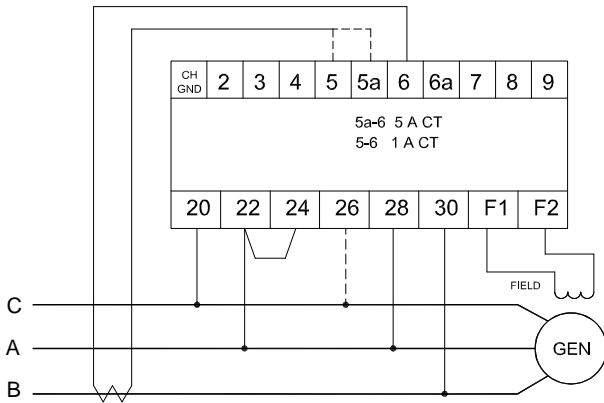 CH
GND
2
3
4
5
5a
6
6a
7
8
9
5a-6 5 A CT
5-6 1 A CT
20
22
24
26
28
30
F1
F2
FIELD
C
A
GEN
B